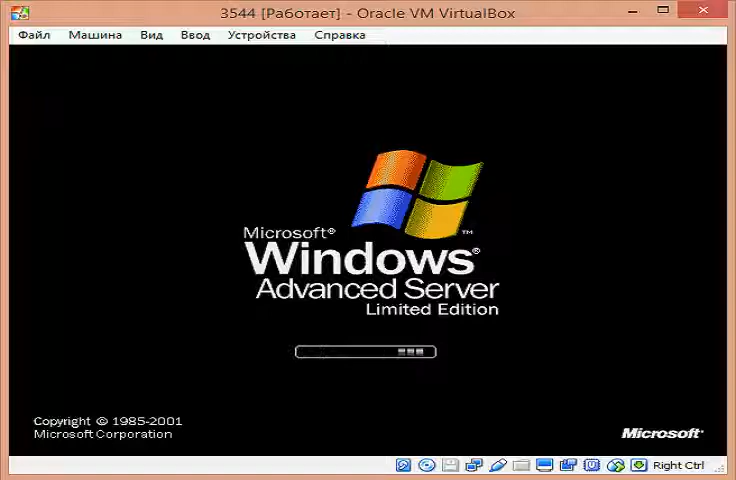 3544 [Работает] - Oracle VM VirtualBox
Файл Машина Вид Ввод Устройства Справка
Microsoft®
Windows®
Advanced Server
Limited Edition
™
Copyright © 1985-2001
Microsoft Corporation
Microsoft®
Right Ctrl